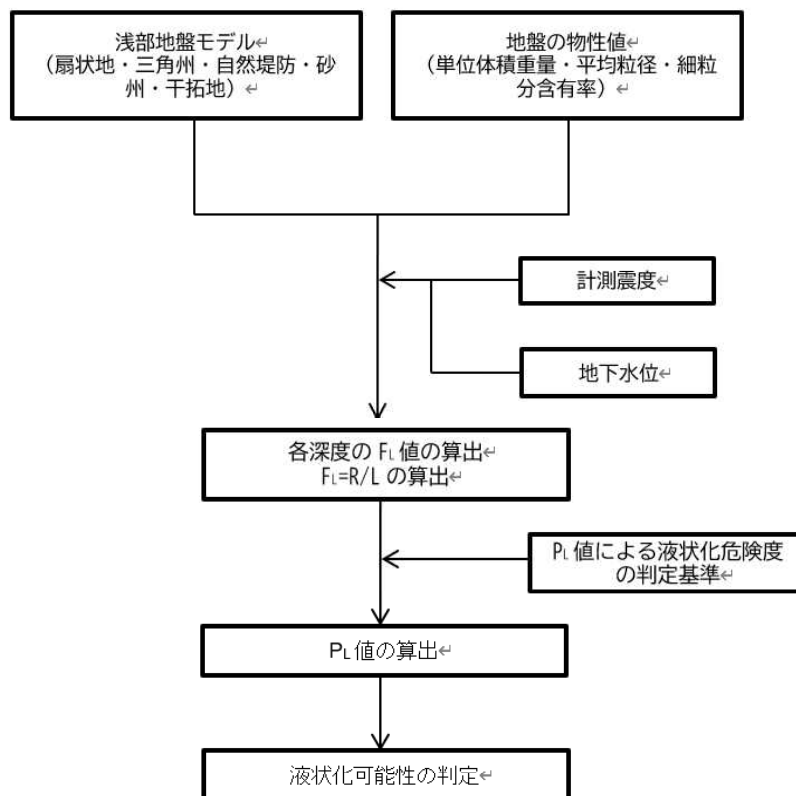 浅部地盤モデル↵
（扇状地・三角州・自然堤防・砂
州・干拓地）↵
地盤の物性値↵
（単位体積重量・平均粒径・細粒
分含有率）↵
計測震度↵
地下水位↵
各深度の FL 値の算出↵
FL=R/L の算出↵
PL 値による液状化危険度
の判定基準↵
PL 値の算出↵
液状化可能性の判定↵